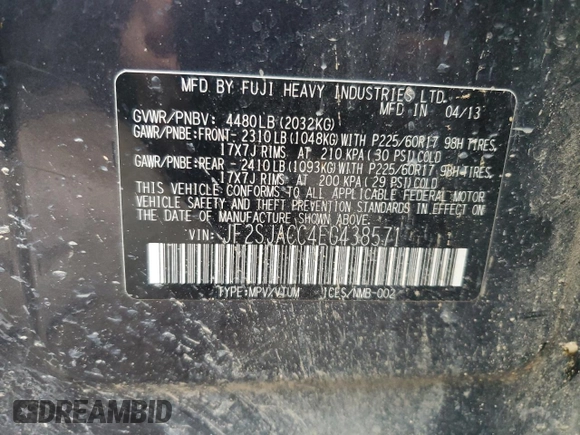 MFD. BY FUJI HEAVY INDUSTRIES LTD.
MFD IN 04/13
GVWR/PNBV: 4480LB(2032KG)
GAWR/PNBE:FRONT- 2310LB(1048KG)WITH P225/60R17 98H TIRES,
17X7J RIMS AT 210 KPA (30 PSI)COLD
GAWR/PNBE:REAR -2410LB(1093KG)WITH P225/60R17 98H TIRES,
17X7J RIMS AT 200 KPA (29 PSI)COLD
THIS VEHICLE CONFORMS TO ALL APPLICABLE FEDERAL MOTOR
VEHICLE SAFETY AND THEFT PREVENTION STANDARDS IN EFFECT
ON THE DATE OF MANUFACTURE SHOWN ABOVE.
VIN: JF2SJACC4EG438571
TYPE:MPV/VTUM ICES/NMB-002
DREAMBID